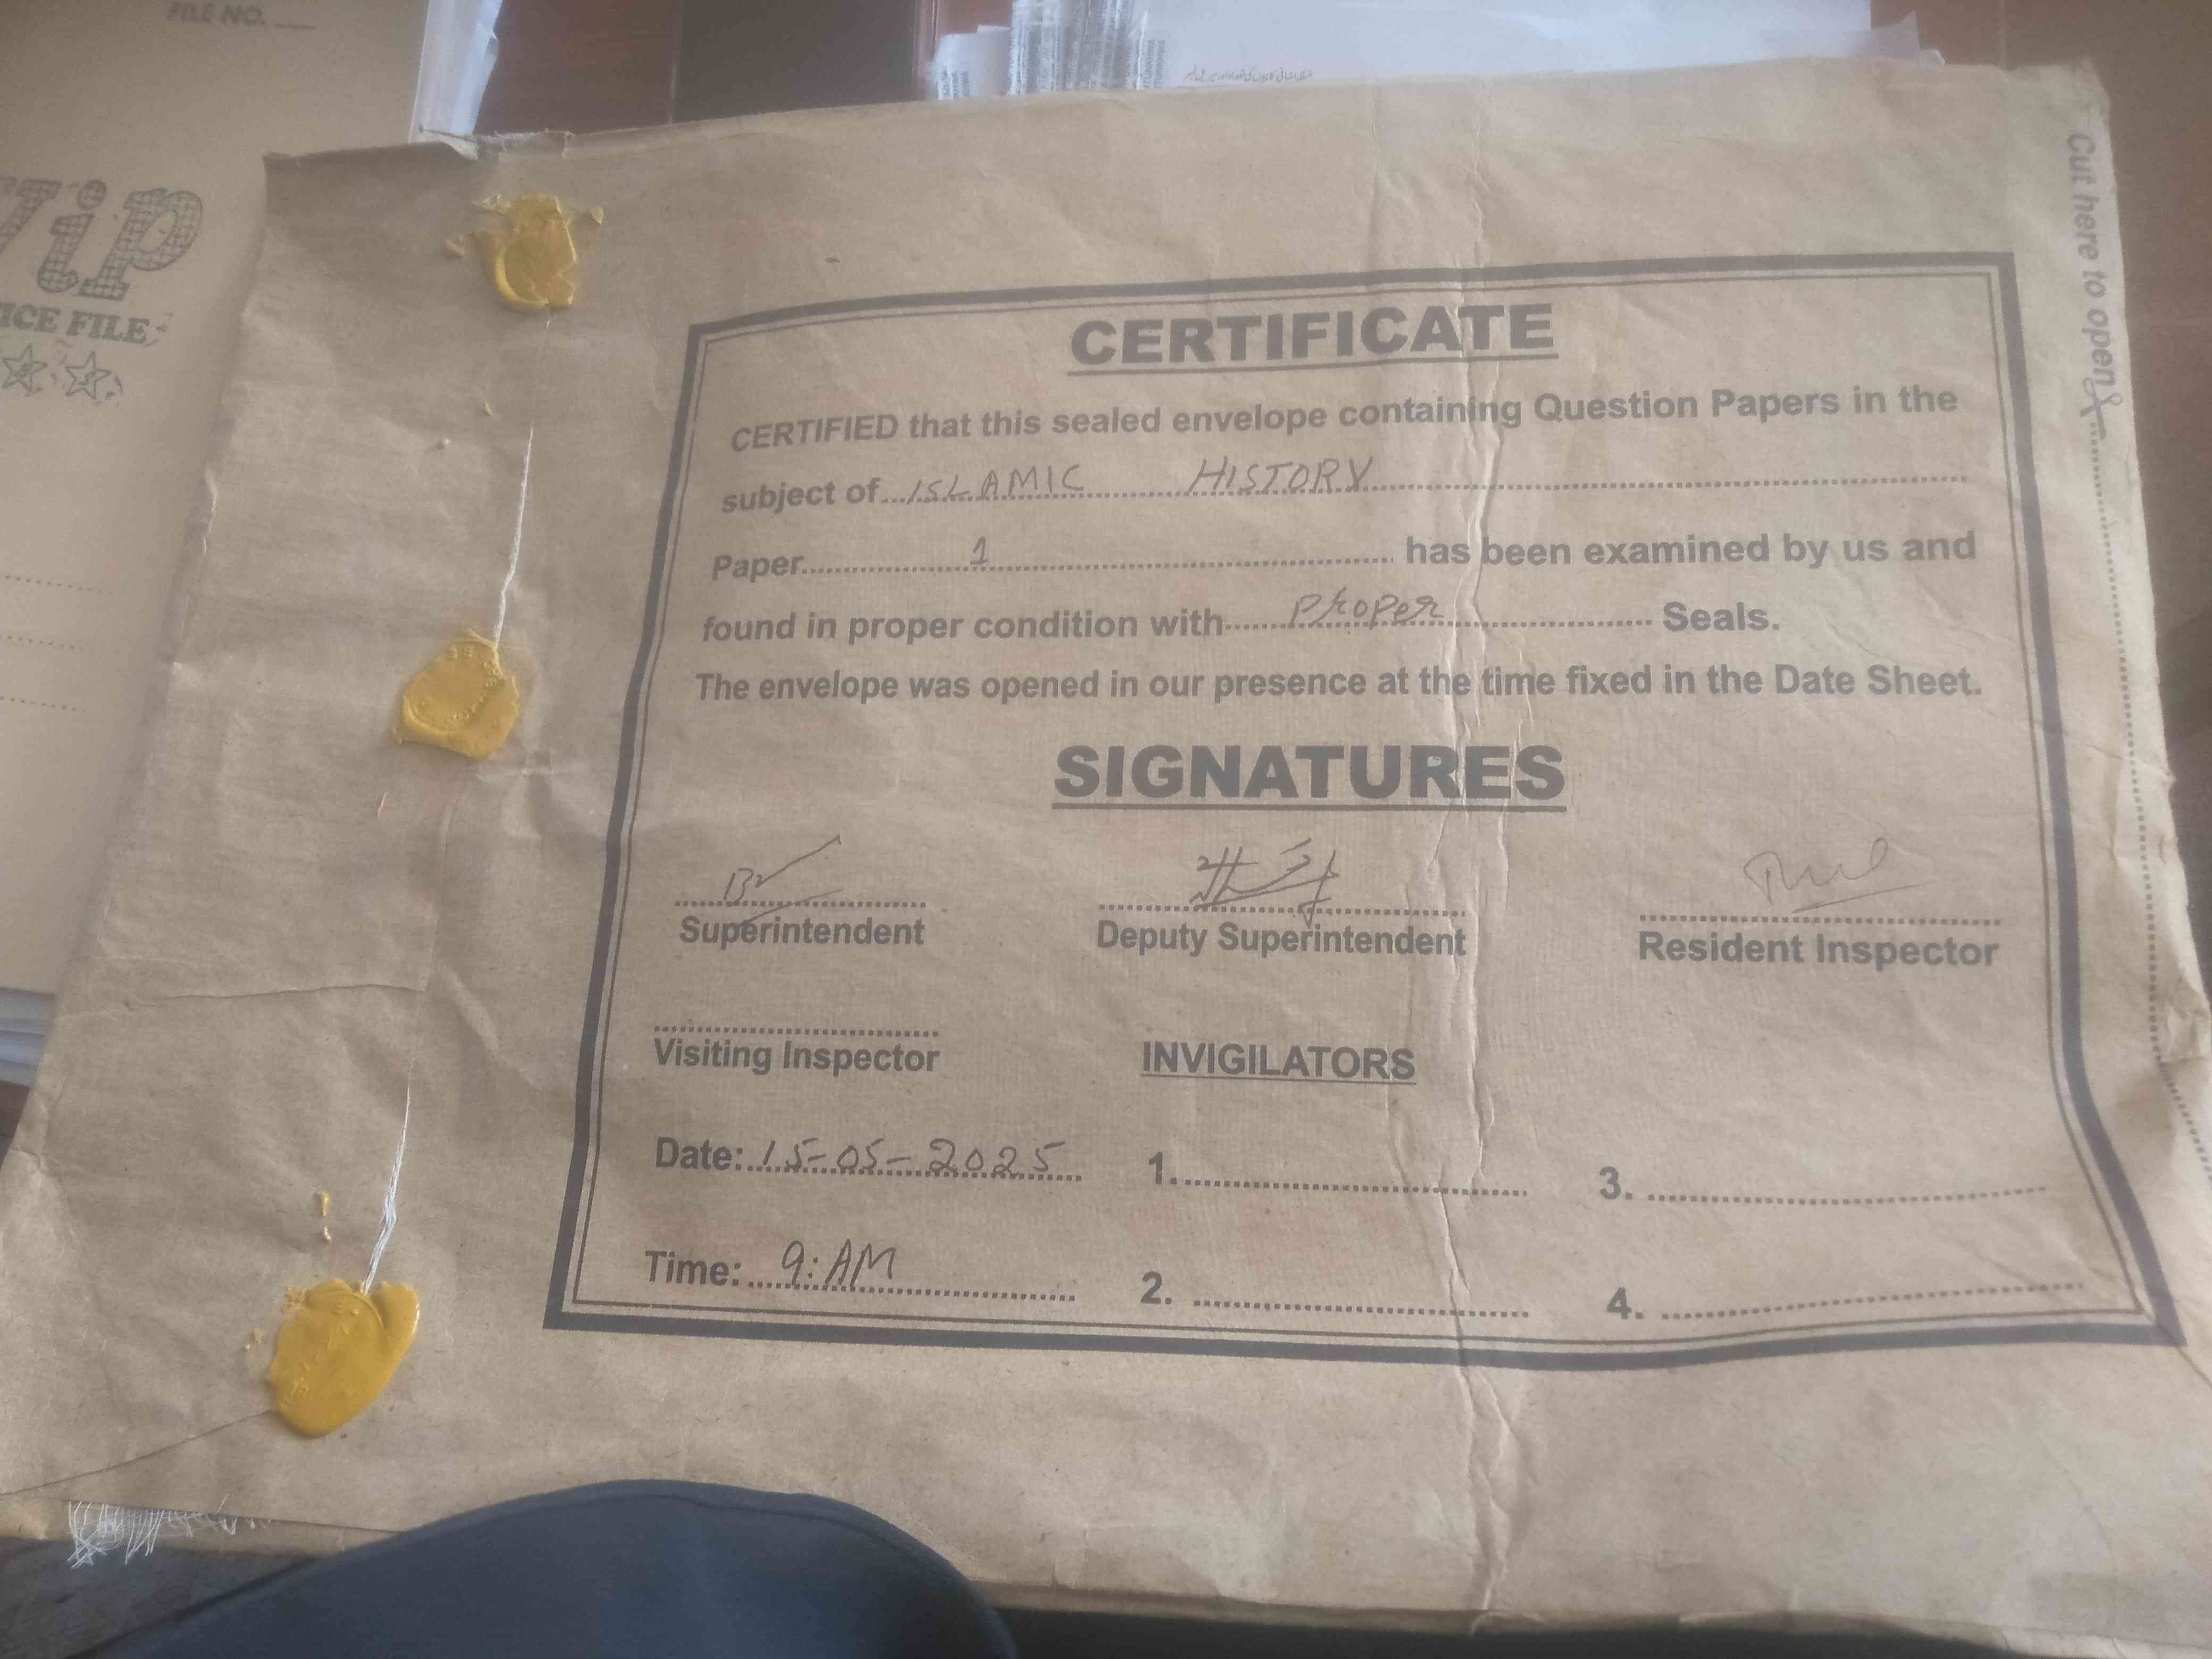 FILE NO.
Zip
ICE FILE
Cut here to open
CERTIFICATE
CERTIFIED that this sealed envelope containing Question Papers in the
subject of ISLAMIC HISTORY
Paper 1 has been examined by us and
found in proper condition with proper Seals.
The envelope was opened in our presence at the time fixed in the Date Sheet.
SIGNATURES
Superintendent Deputy Superintendent Resident Inspector
Visiting Inspector INVIGILATORS
Date: 15-05-2025 1. 3.
Time: 9:AM 2. 4.